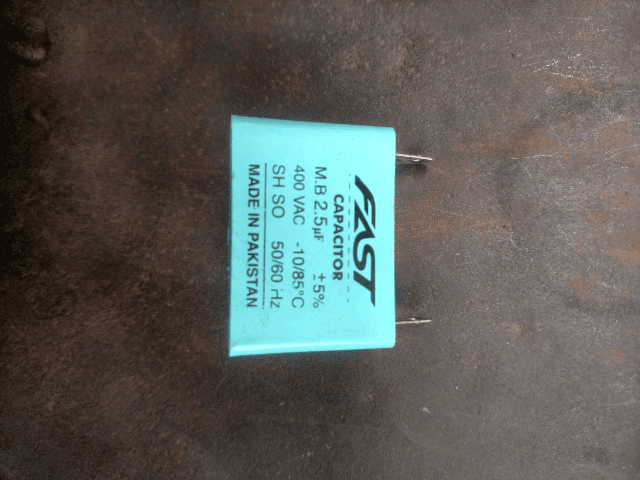 FAST
CAPACITOR
M.B 2.5µF ±5%
400 VAC -10/85°C
SH SO 50/60 Hz
MADE IN PAKISTAN